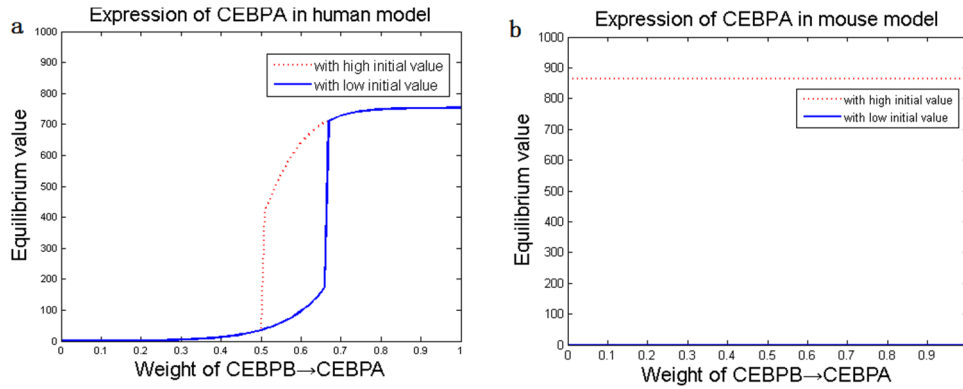 a
Expression of CEBPA in human model
1000
900
800
700
600
500
400
300
200
100
0
Equilibrium value
with high initial value
with low initial value
0 0.1 0.2 0.3 0.4 0.5 0.6 0.7 0.8 0.9 1
Weight of CEBPB→CEBPA
b
Expression of CEBPA in mouse model
1000
900
800
700
600
500
400
300
200
100
0
Equilibrium value
with high initial value
with low initial value
0 0.1 0.2 0.3 0.4 0.5 0.6 0.7 0.8 0.9
Weight of CEBPB→CEBPA